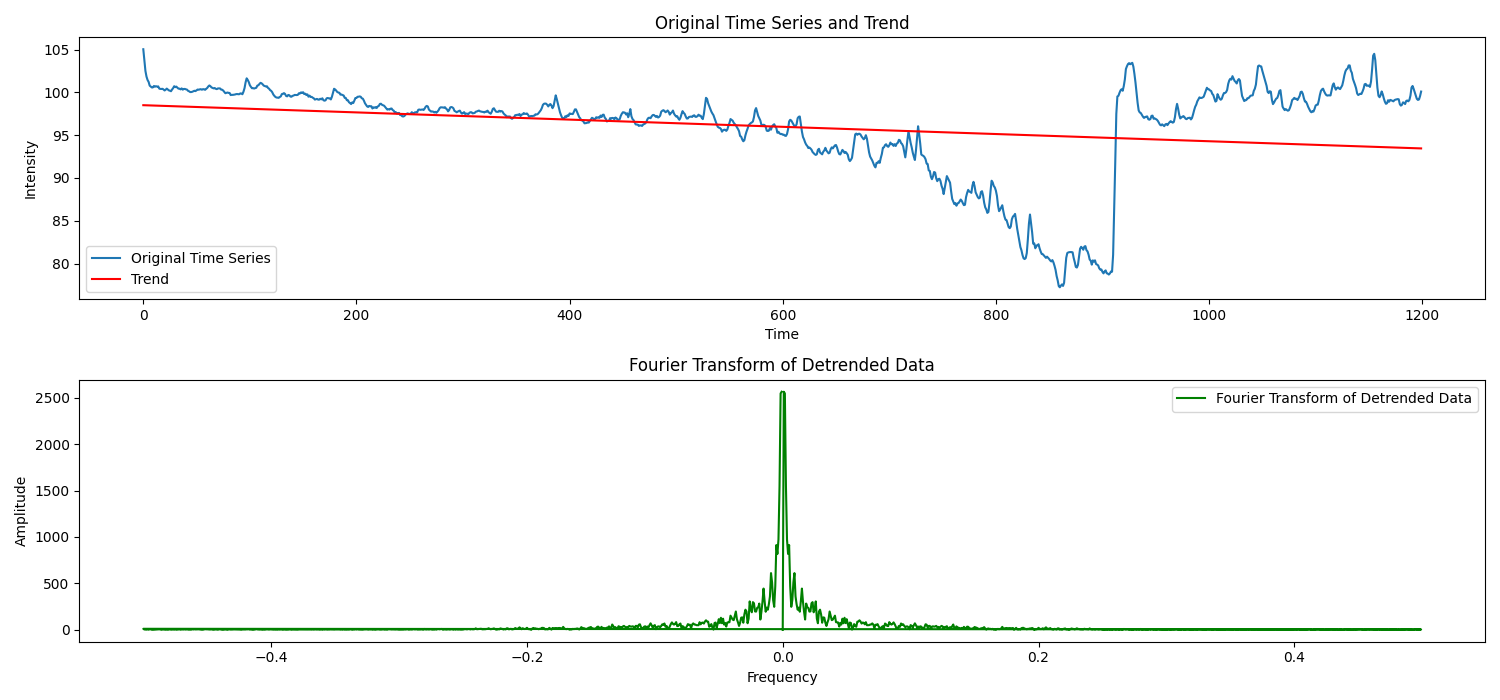 Original Time Series and Trend
105
100
95
90
85
80
Intensity
Original Time Series
Trend
0 200 400 600 800 1000 1200
Time
Fourier Transform of Detrended Data
2500
2000
1500
1000
500
0
Amplitude
Fourier Transform of Detrended Data
−0.4 −0.2 0.0 0.2 0.4
Frequency